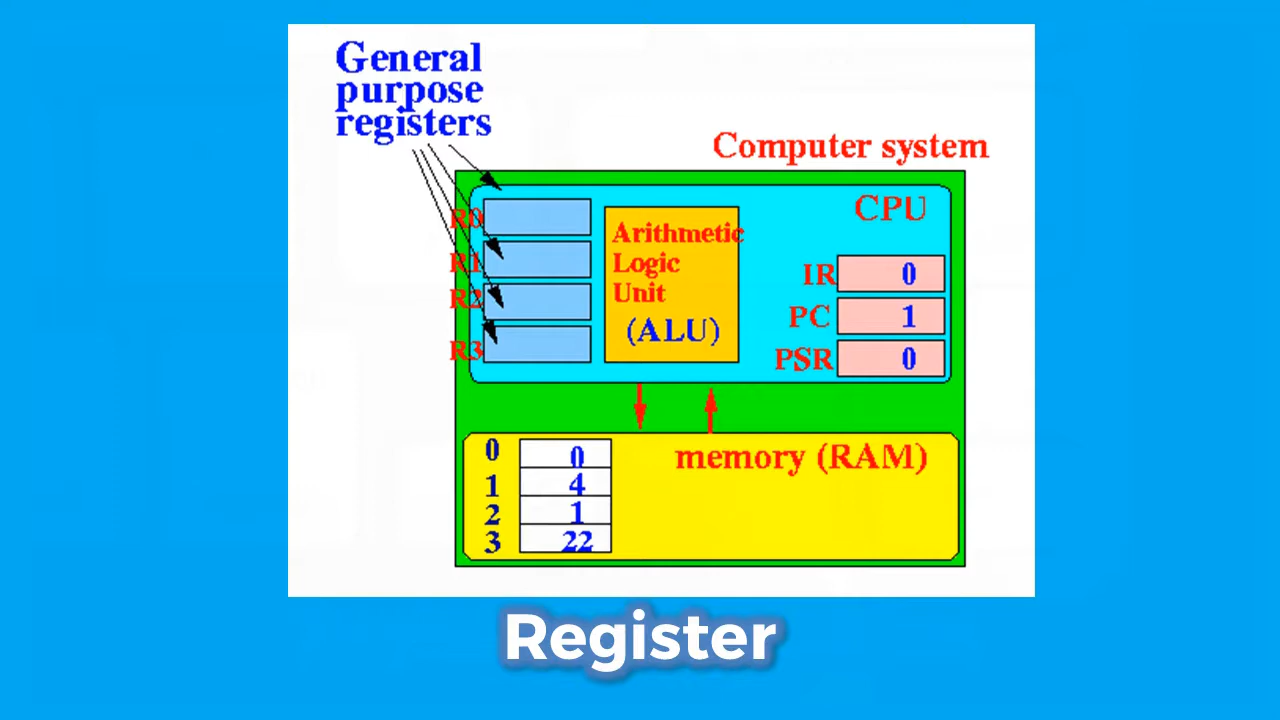 General
purpose
registers
Computer system
CPU
R0
R1
R2
R3
Arithmetic
Logic
Unit
(ALU)
IR 0
PC 1
PSR 0
memory (RAM)
0 0
1 4
2 1
3 22
Register